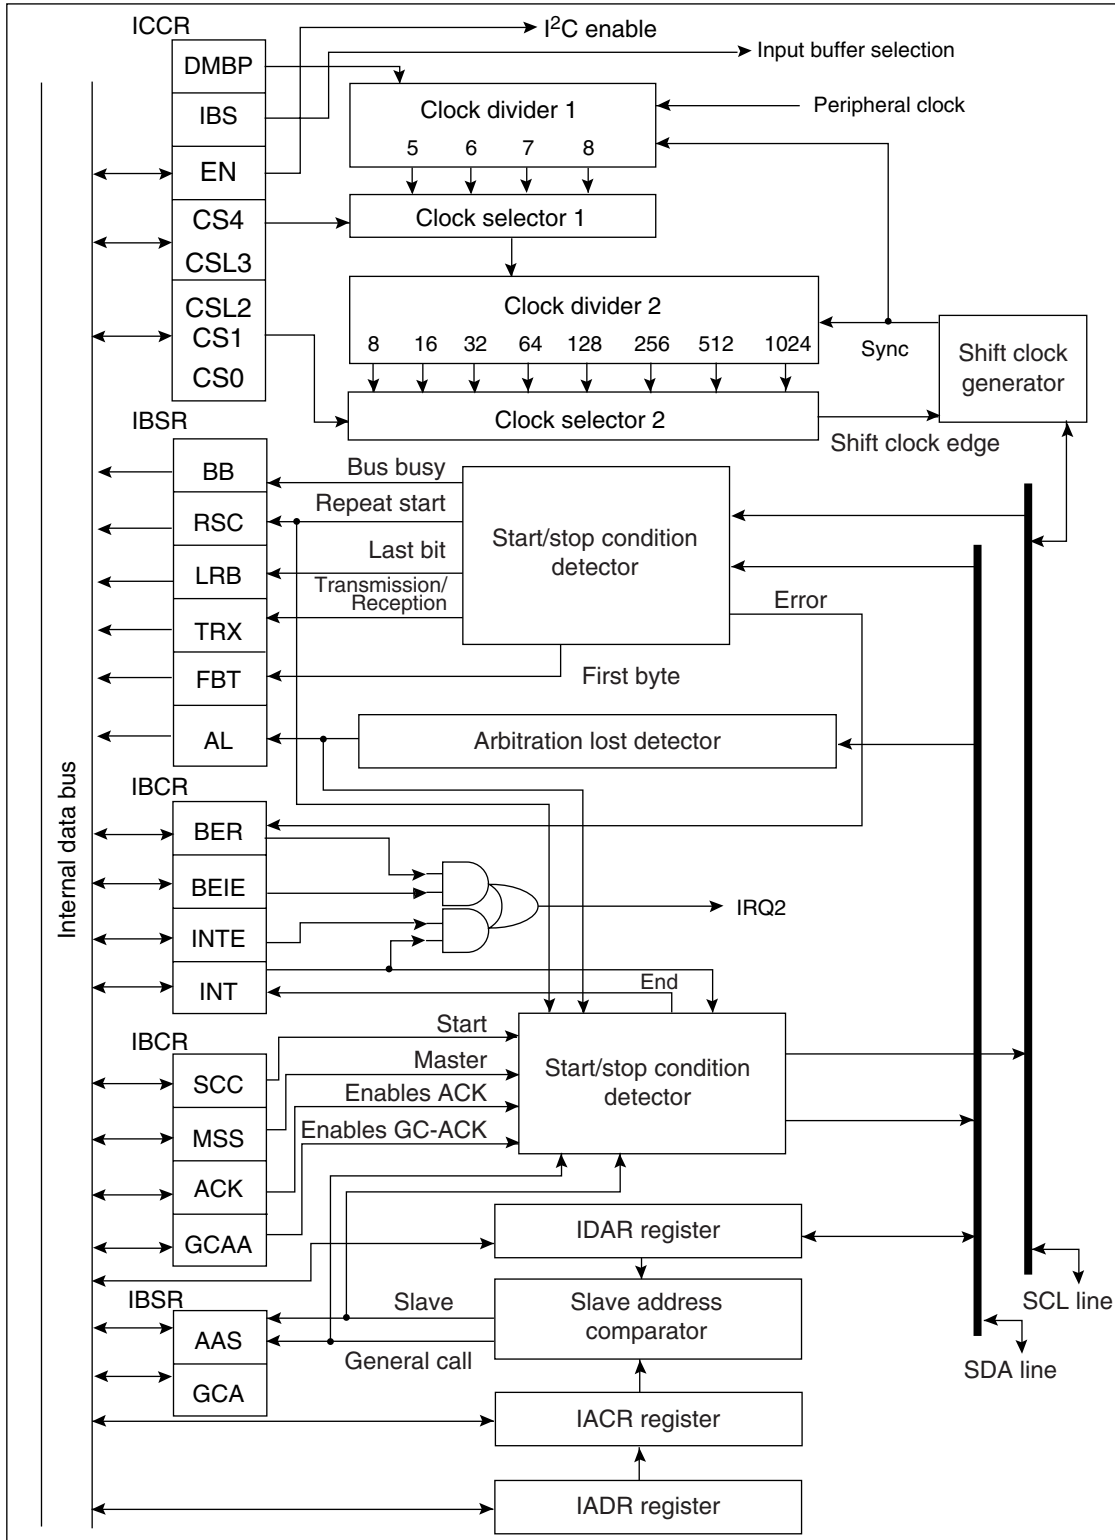 ICCR
I²C enable
Input buffer selection
DMBP
IBS
EN
CS4
CSL3
CSL2
CS1
CS0
Clock divider 1
5 6 7 8
Peripheral clock
Clock selector 1
Clock divider 2
8 16 32 64 128 256 512 1024
Sync
Shift clock
generator
Clock selector 2
Shift clock edge
IBSR
BB
RSC
LRB
TRX
FBT
AL
Bus busy
Repeat start
Last bit
Transmission/
Reception
Start/stop condition
detector
Error
First byte
Arbitration lost detector
Internal data bus
IBCR
BER
BEIE
INTE
INT
IRQ2
End
IBCR
SCC
MSS
ACK
GCAA
Start
Master
Enables ACK
Enables GC-ACK
Start/stop condition
detector
IDAR register
IBSR
AAS
GCA
Slave
General call
Slave address
comparator
SCL line
SDA line
IACR register
IADR register